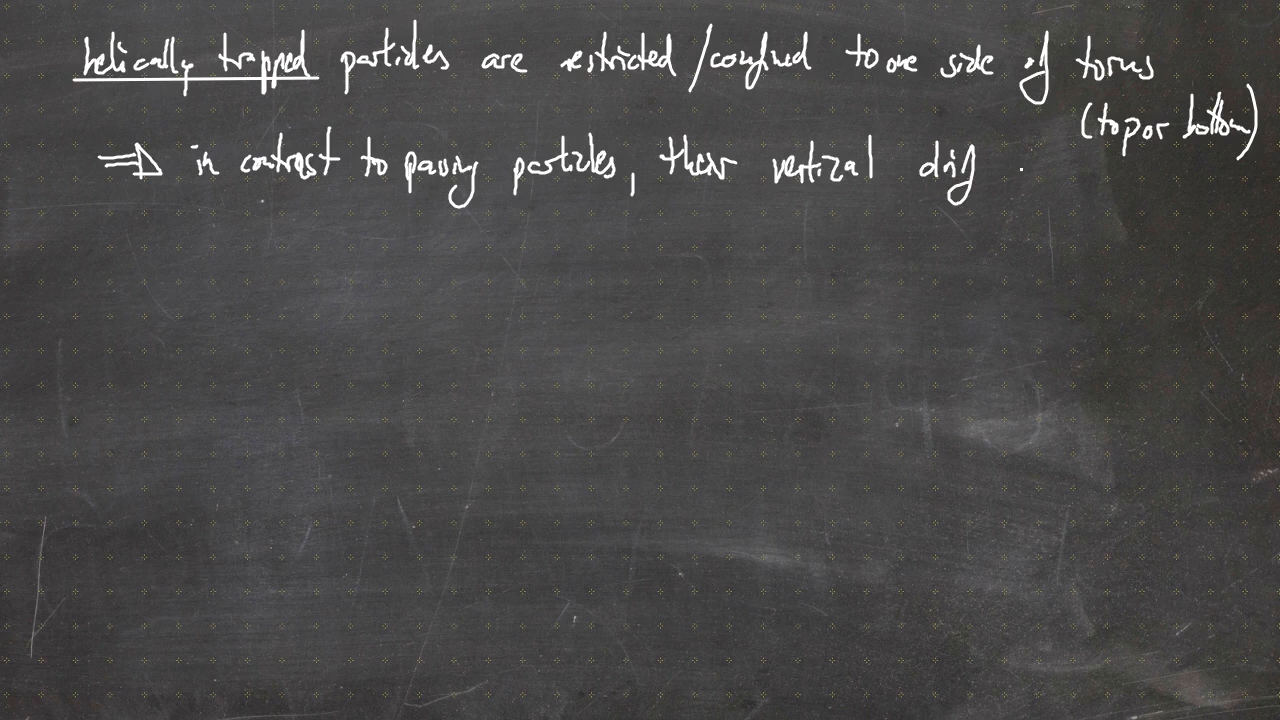 helically trapped particles are restricted/confined to one side of torus
(top or bottom)
⇒ in contrast to passing particles, their vertical drift